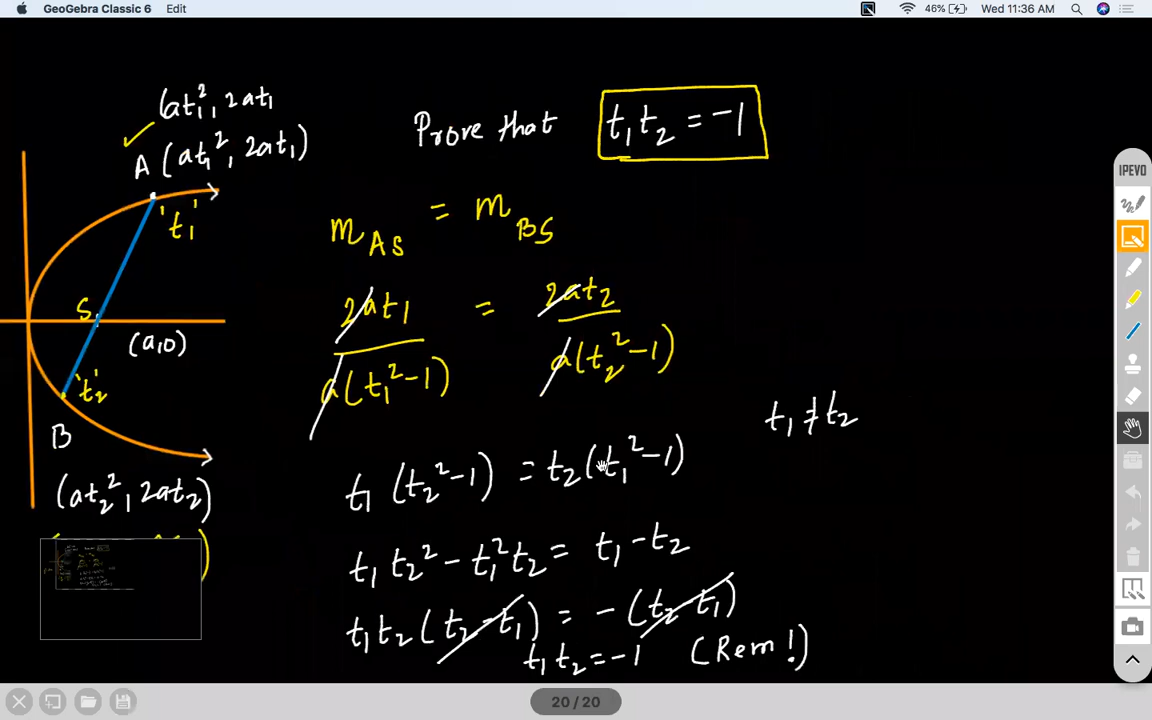 GeoGebra Classic 6 Edit 46% Wed 11:36 AM
(at₁², 2at₁
A (at₁², 2at₁)
't₁'
S
(a,0)
't₂'
B
(at₂², 2at₂)
Prove that t₁t₂ = -1
m_AS = m_BS
2at₁ / a(t₁²-1) = 2at₂ / a(t₂²-1)
t₁ ≠ t₂
t₁ (t₂²-1) = t₂(t₁²-1)
t₁t₂² - t₁²t₂ = t₁-t₂
t₁t₂(t₂-t₁) = -(t₂-t₁)
t₁t₂ = -1 (Rem!)
IPEVO
20 / 20